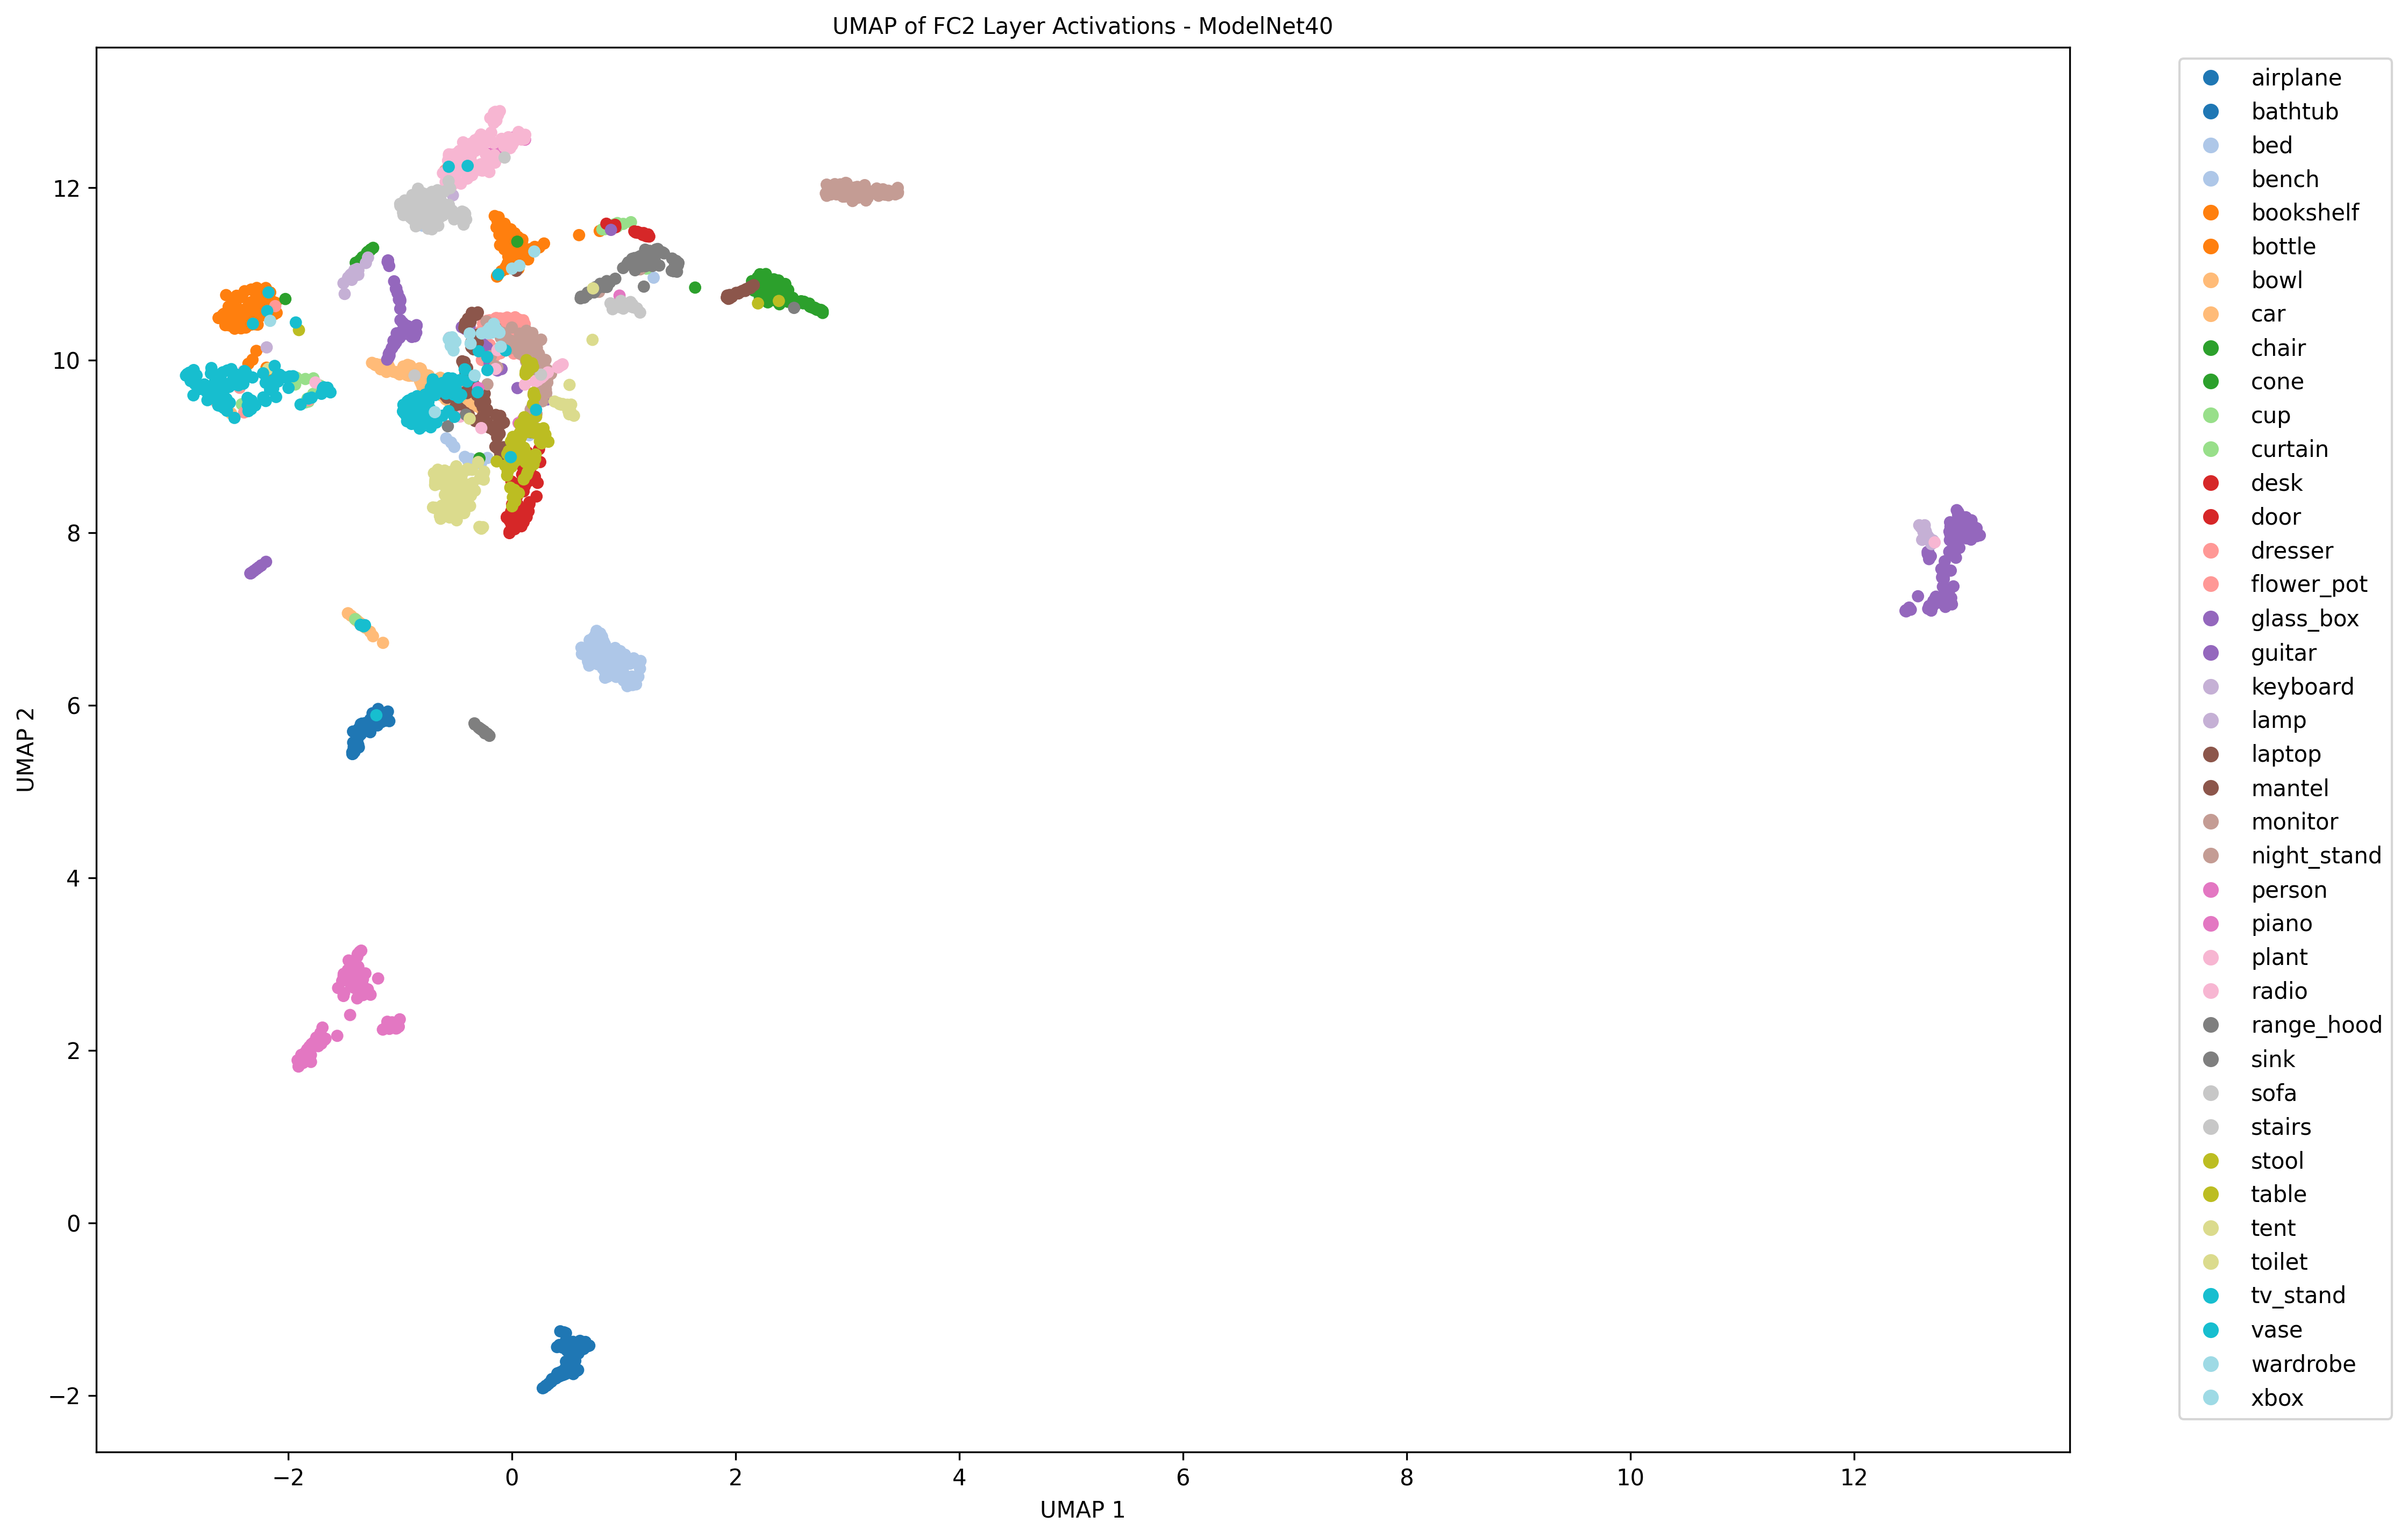 UMAP of FC2 Layer Activations - ModelNet40
UMAP 2
12
10
8
6
4
2
0
−2
−2
0
2
4
6
8
10
12
UMAP 1
airplane
bathtub
bed
bench
bookshelf
bottle
bowl
car
chair
cone
cup
curtain
desk
door
dresser
flower_pot
glass_box
guitar
keyboard
lamp
laptop
mantel
monitor
night_stand
person
piano
plant
radio
range_hood
sink
sofa
stairs
stool
table
tent
toilet
tv_stand
vase
wardrobe
xbox